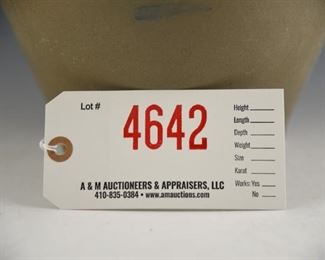 Lot #
4642
Height
Length
Depth
Weight
Size
Karat
Works: Yes
No
A & M AUCTIONEERS & APPRAISERS, LLC
410-835-0384 • www.amauctions.com